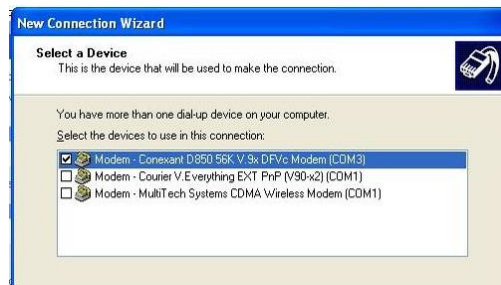 New Connection Wizard
Select a Device
This is the device that will be used to make the connection.
You have more than one dial-up device on your computer.
Select the devices to use in this connection:
Modem - Conexant D850 56K V.9x DFVc Modem (COM3)
Modem - Courier V.Everything EXT PnP (V90-x2) (COM1)
Modem - MultiTech Systems CDMA Wireless Modem (COM1)